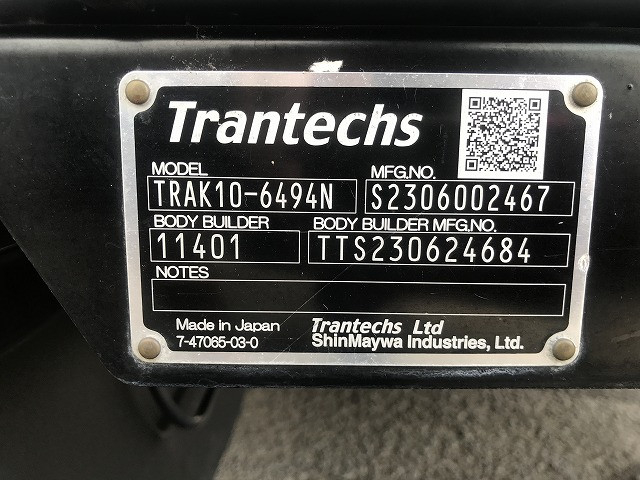 Trantechs
MODEL MFG.NO.
TRAK10-6494N S2306002467
BODY BUILDER BODY BUILDER MFG.NO.
11401 TTS230624684
NOTES
Made in Japan Trantechs Ltd
7-47065-03-0 ShinMaywa Industries, Ltd.